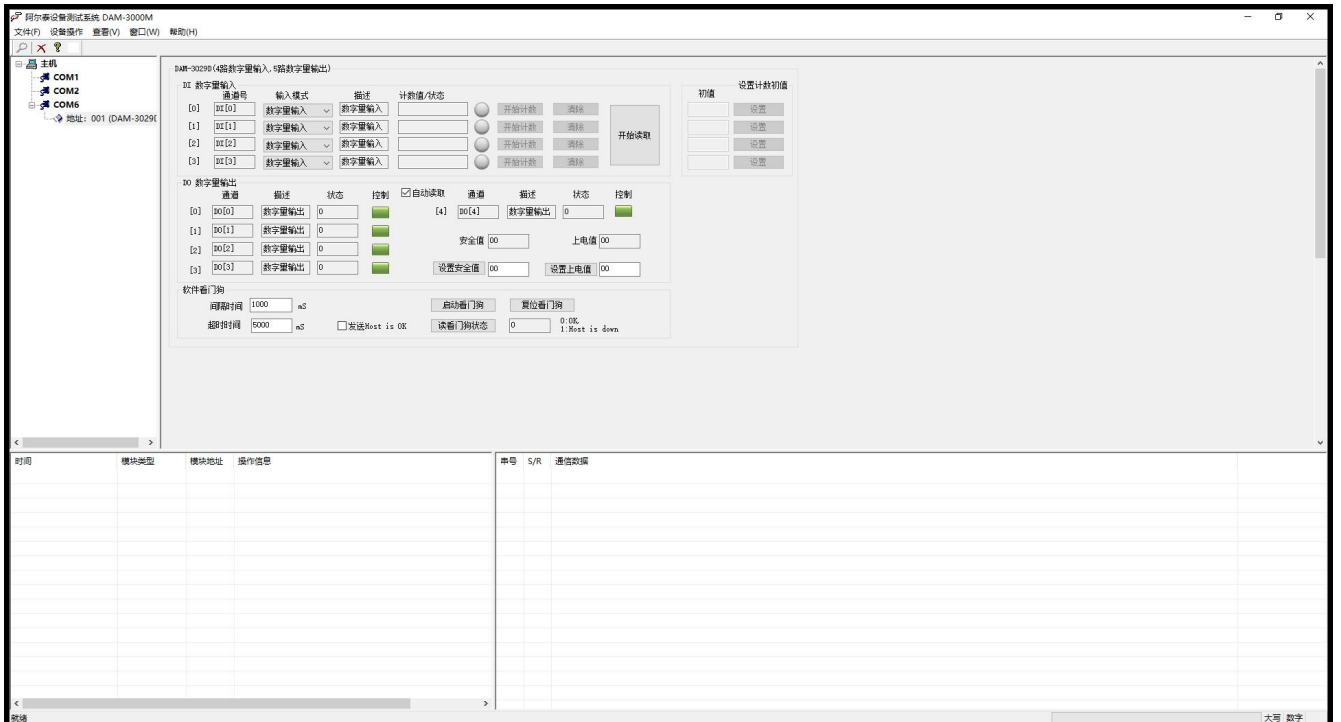 阿尔泰设备测试系统 DAM-3000M
文件(F) 设备操作 查看(V) 窗口(W) 帮助(H)
主机
COM1
COM2
COM6
地址: 001 (DAM-3029D
DAM-3029D(4路数字量输入,5路数字量输出)
DI 数字量输入
通道号 输入模式 描述 计数值/状态
[0] DI[0] 数字量输入 数字量输入 开始计数 清除
[1] DI[1] 数字量输入 数字量输入 开始计数 清除
[2] DI[2] 数字量输入 数字量输入 开始计数 清除
[3] DI[3] 数字量输入 数字量输入 开始计数 清除
开始读取
设置计数初值
初值
设置
设置
设置
设置
DO 数字量输出
通道 描述 状态 控制
[0] DO[0] 数字量输出 0
[1] DO[1] 数字量输出 0
[2] DO[2] 数字量输出 0
[3] DO[3] 数字量输出 0
自动读取 通道 描述 状态 控制
[4] DO[4] 数字量输出 0
安全值 00 上电值 00
设置安全值 00 设置上电值 00
软件看门狗
间隔时间 1000 mS 启动看门狗 复位看门狗
超时时间 5000 mS 发送Host is OK 读看门狗状态 0 0:OK,
1:Host is down
时间 模块类型 模块地址 操作信息
串号 S/R 通信数据
就绪 大写 数字